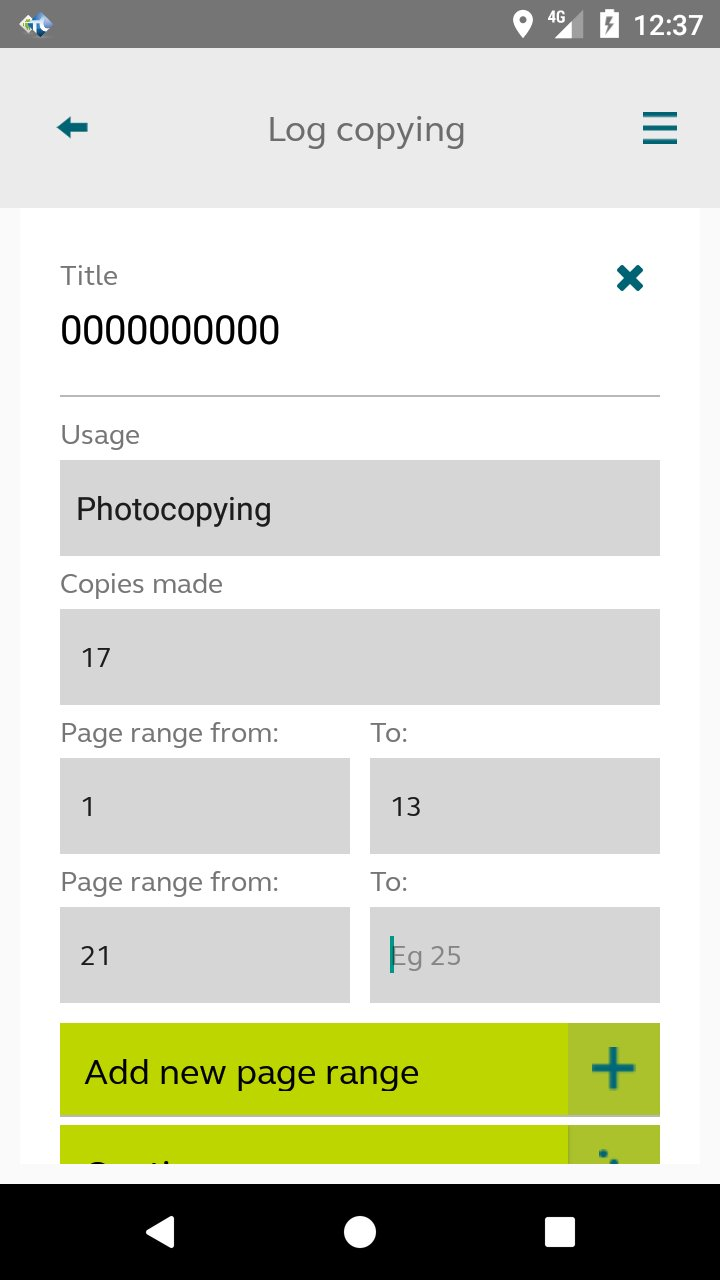 4G 12:37
Log copying
Title
0000000000
Usage
Photocopying
Copies made
17
Page range from: To:
1 13
Page range from: To:
21 Eg 25
Add new page range